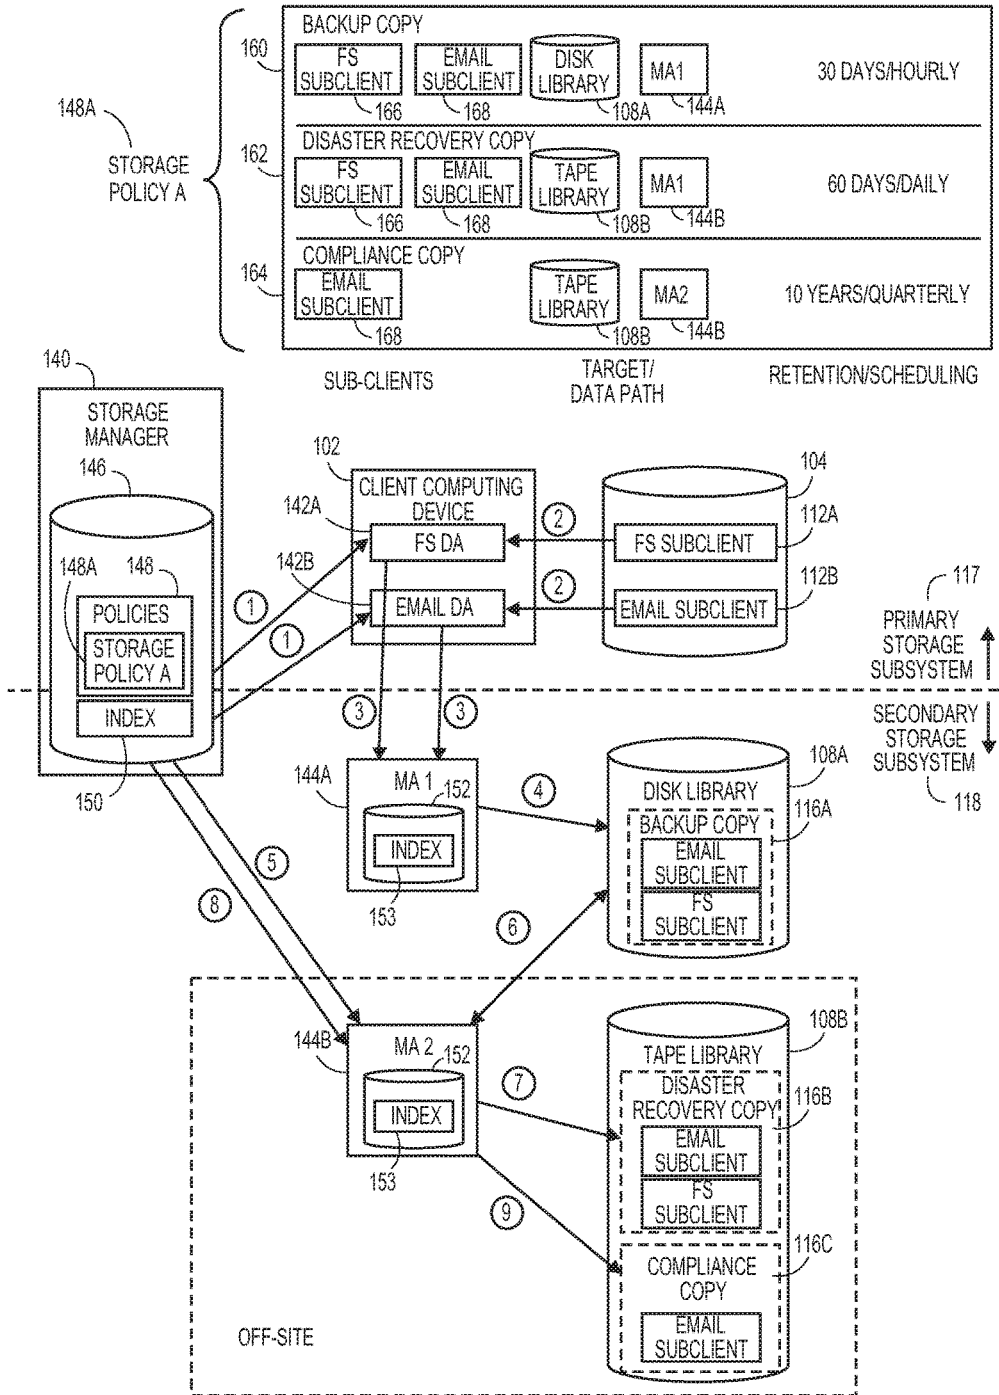 BACKUP COPY
160
FS
SUBCLIENT
EMAIL
SUBCLIENT
DISK
LIBRARY
MA1
30 DAYS/HOURLY
166
168
108A
144A
148A
STORAGE
POLICY A
DISASTER RECOVERY COPY
162
FS
SUBCLIENT
EMAIL
SUBCLIENT
TAPE
LIBRARY
MA1
60 DAYS/DAILY
166
168
108B
144B
COMPLIANCE COPY
164
EMAIL
SUBCLIENT
TAPE
LIBRARY
MA2
10 YEARS/QUARTERLY
168
108B
144B
SUB-CLIENTS
TARGET/
DATA PATH
RETENTION/SCHEDULING
140
STORAGE
MANAGER
146
148A
148
POLICIES
STORAGE
POLICY A
INDEX
150
102
CLIENT COMPUTING
DEVICE
142A
FS DA
142B
EMAIL DA
104
FS SUBCLIENT
112A
EMAIL SUBCLIENT
112B
1
1
2
2
117
PRIMARY
STORAGE
SUBSYSTEM
SECONDARY
STORAGE
SUBSYSTEM
118
3
3
144A
MA 1
152
INDEX
153
4
108A
DISK LIBRARY
116A
BACKUP COPY
EMAIL
SUBCLIENT
FS
SUBCLIENT
5
8
6
144B
MA 2
152
INDEX
153
7
9
108B
TAPE LIBRARY
DISASTER
RECOVERY COPY
116B
EMAIL
SUBCLIENT
FS
SUBCLIENT
116C
COMPLIANCE
COPY
EMAIL
SUBCLIENT
OFF-SITE